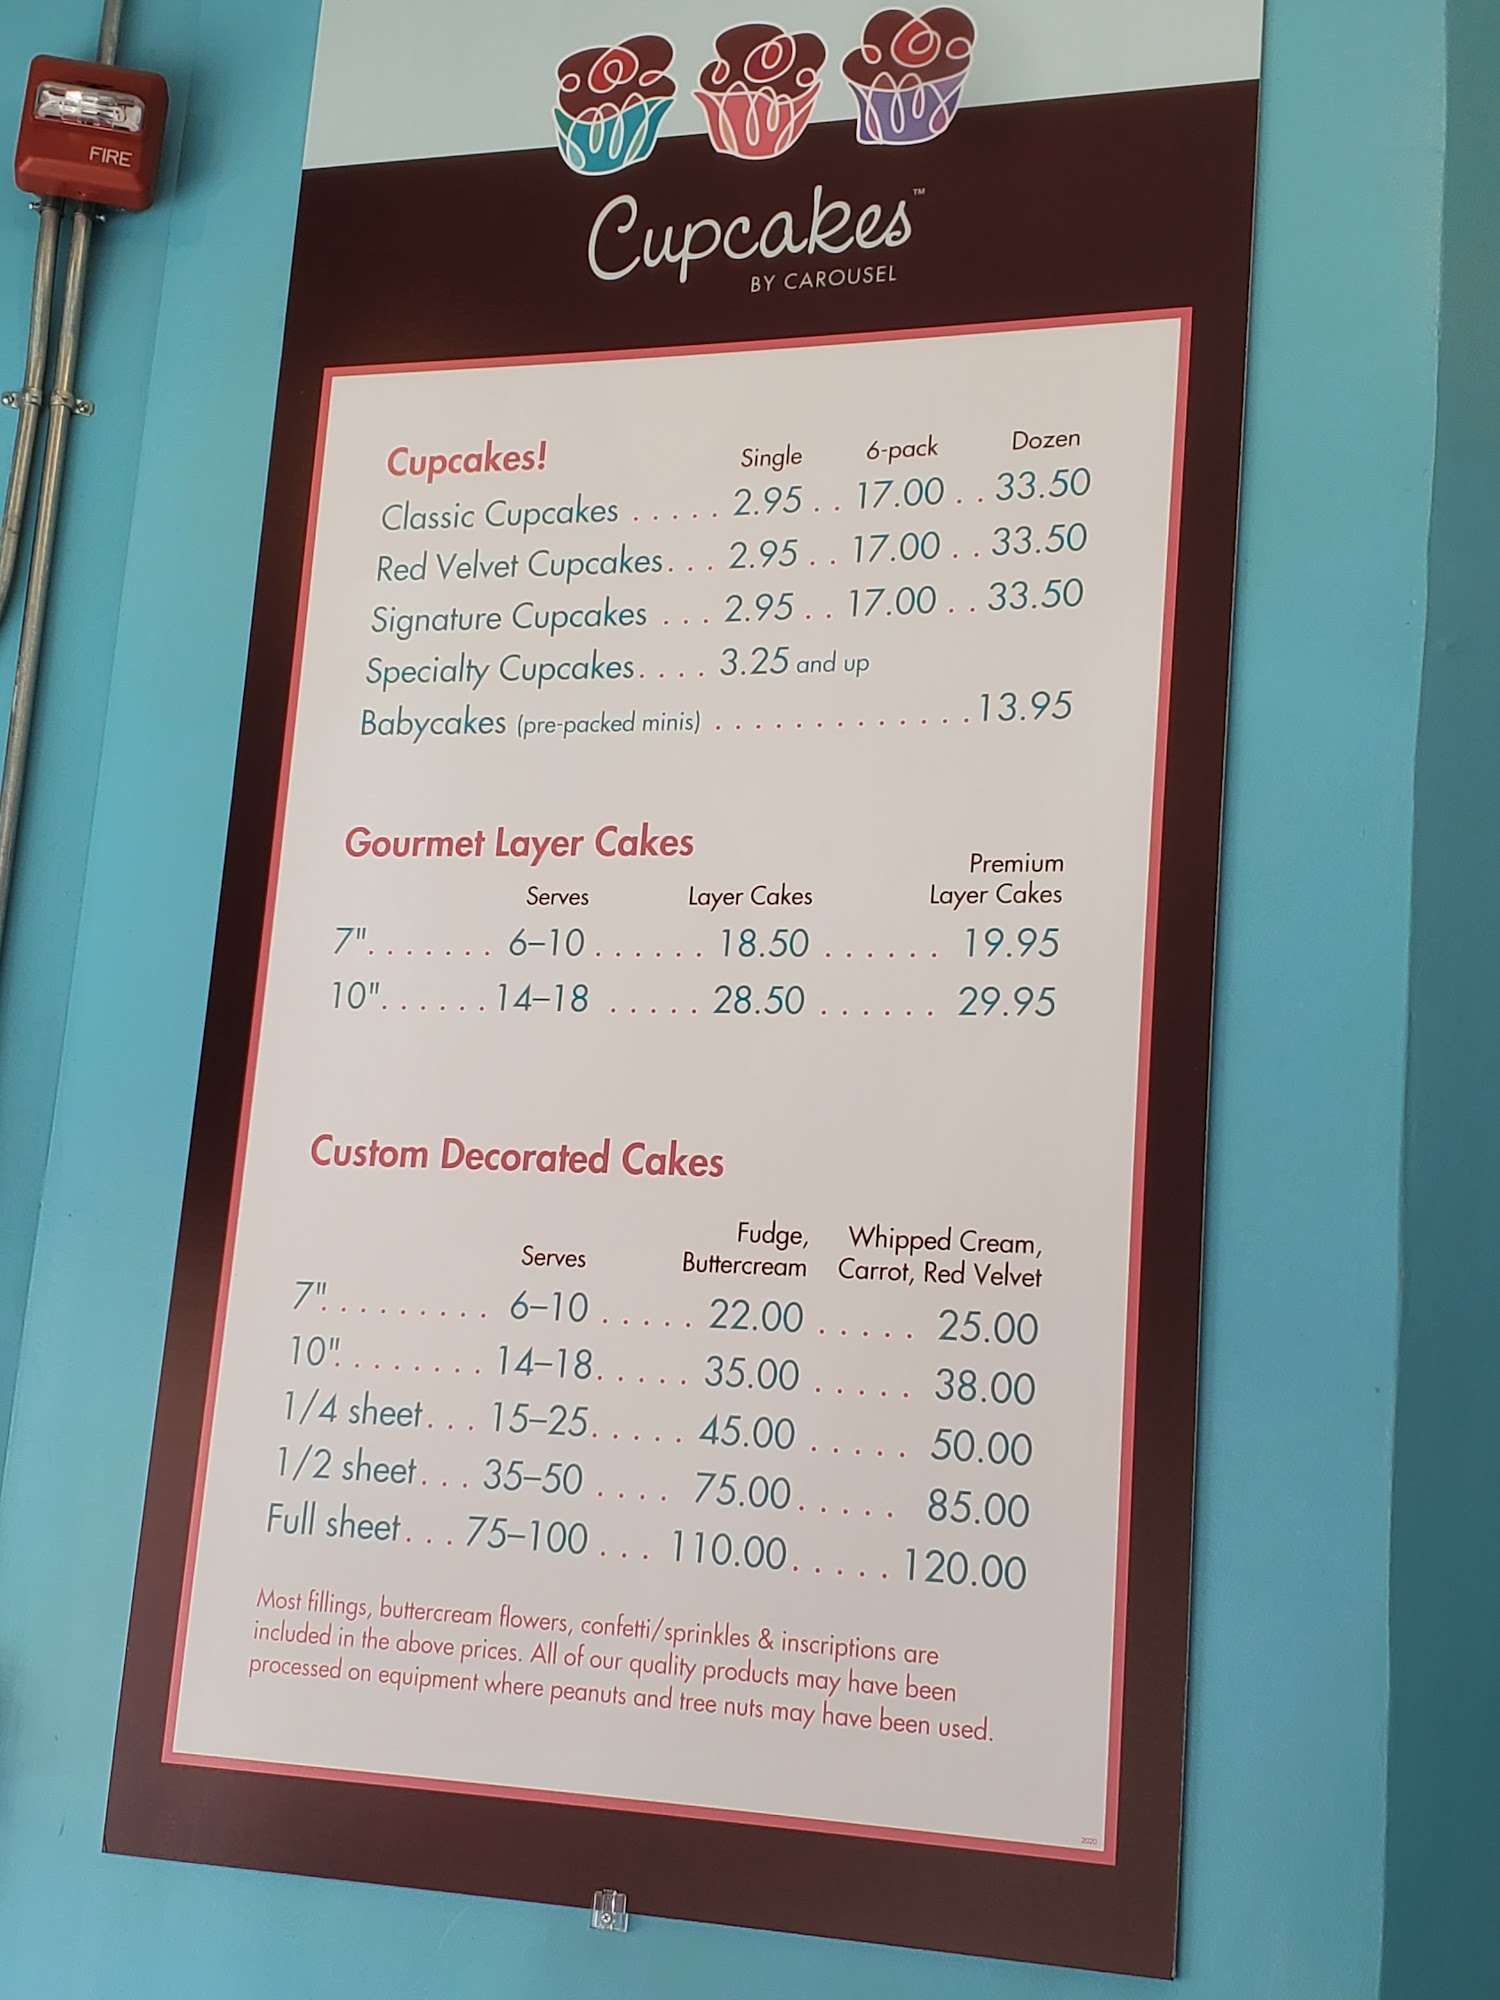 FIRE
Cupcakes™
BY CAROUSEL
Cupcakes! Single 6-pack Dozen
Classic Cupcakes ..... 2.95 .. 17.00 .. 33.50
Red Velvet Cupcakes... 2.95 .. 17.00 .. 33.50
Signature Cupcakes ... 2.95 .. 17.00 .. 33.50
Specialty Cupcakes.... 3.25 and up
Babycakes (pre-packed minis) ............. 13.95
Gourmet Layer Cakes
Premium
Serves Layer Cakes Layer Cakes
7"....... 6–10 ...... 18.50 ...... 19.95
10"...... 14–18 ..... 28.50 ...... 29.95
Custom Decorated Cakes
Fudge, Whipped Cream,
Serves Buttercream Carrot, Red Velvet
7"......... 6–10 ..... 22.00 ..... 25.00
10"........ 14–18..... 35.00 ..... 38.00
1/4 sheet... 15–25..... 45.00 ..... 50.00
1/2 sheet... 35–50 .... 75.00..... 85.00
Full sheet... 75–100 ... 110.00..... 120.00
Most fillings, buttercream flowers, confetti/sprinkles & inscriptions are
included in the above prices. All of our quality products may have been
processed on equipment where peanuts and tree nuts may have been used.
2020